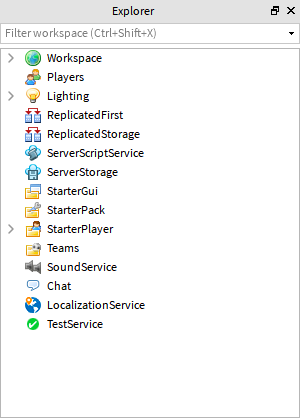 Explorer
Filter workspace (Ctrl+Shift+X)
Workspace
Players
Lighting
ReplicatedFirst
ReplicatedStorage
ServerScriptService
ServerStorage
StarterGui
StarterPack
StarterPlayer
Teams
SoundService
Chat
LocalizationService
TestService